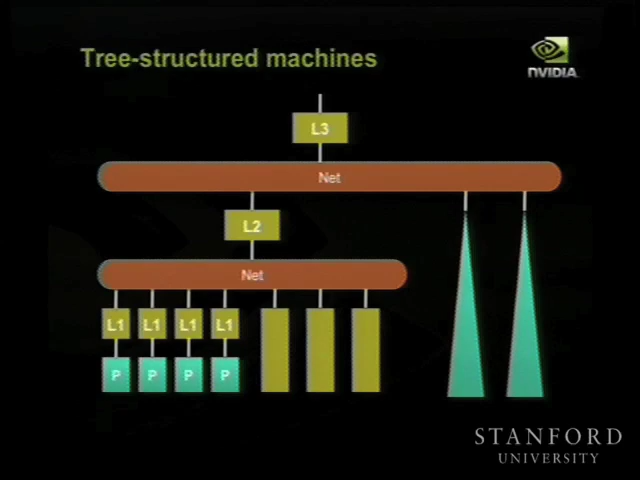 Tree-structured machines
NVIDIA
L3
Net
L2
Net
L1 L1 L1 L1
P P P P
STANFORD
UNIVERSITY